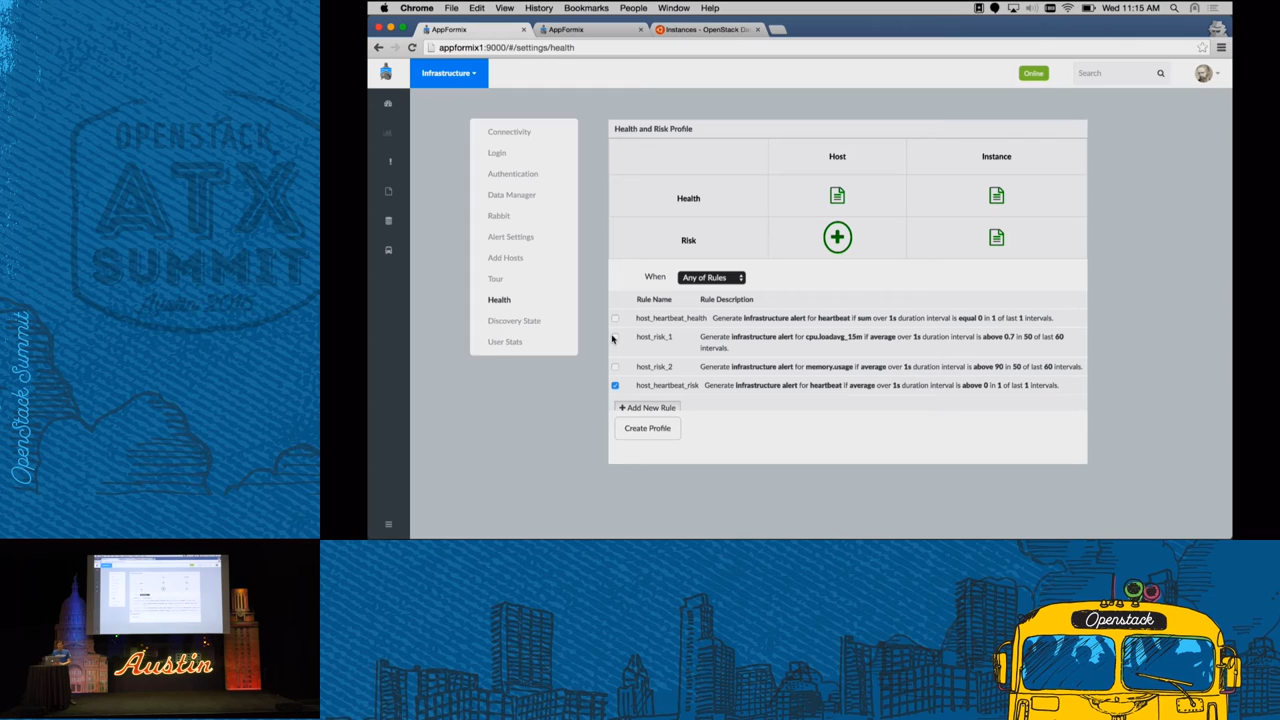 Chrome File Edit View History Bookmarks People Window Help Wed 11:15 AM
AppFormix AppFormix Instances - OpenStack Da
appformix1:9000/#/settings/health
Infrastructure Online Search
OPENSTACK
ATX
SUMMIT
OpenStack Summit
Connectivity
Login
Authentication
Data Manager
Rabbit
Alert Settings
Add Hosts
Tour
Health
Discovery State
User Stats
Health and Risk Profile
Host Instance
Health
Risk
When Any of Rules
Rule Name Rule Description
host_heartbeat_health Generate infrastructure alert for heartbeat if sum over 1s duration interval is equal 0 in 1 of last 1 intervals.
host_risk_1 Generate infrastructure alert for cpu.loadavg_15m if average over 1s duration interval is above 0.7 in 50 of last 60
intervals.
host_risk_2 Generate infrastructure alert for memory.usage if average over 1s duration interval is above 90 in 50 of last 60 intervals.
host_heartbeat_risk Generate infrastructure alert for heartbeat if average over 1s duration interval is above 0 in 1 of last 1 intervals.
+ Add New Rule
Create Profile
Austin
Openstack